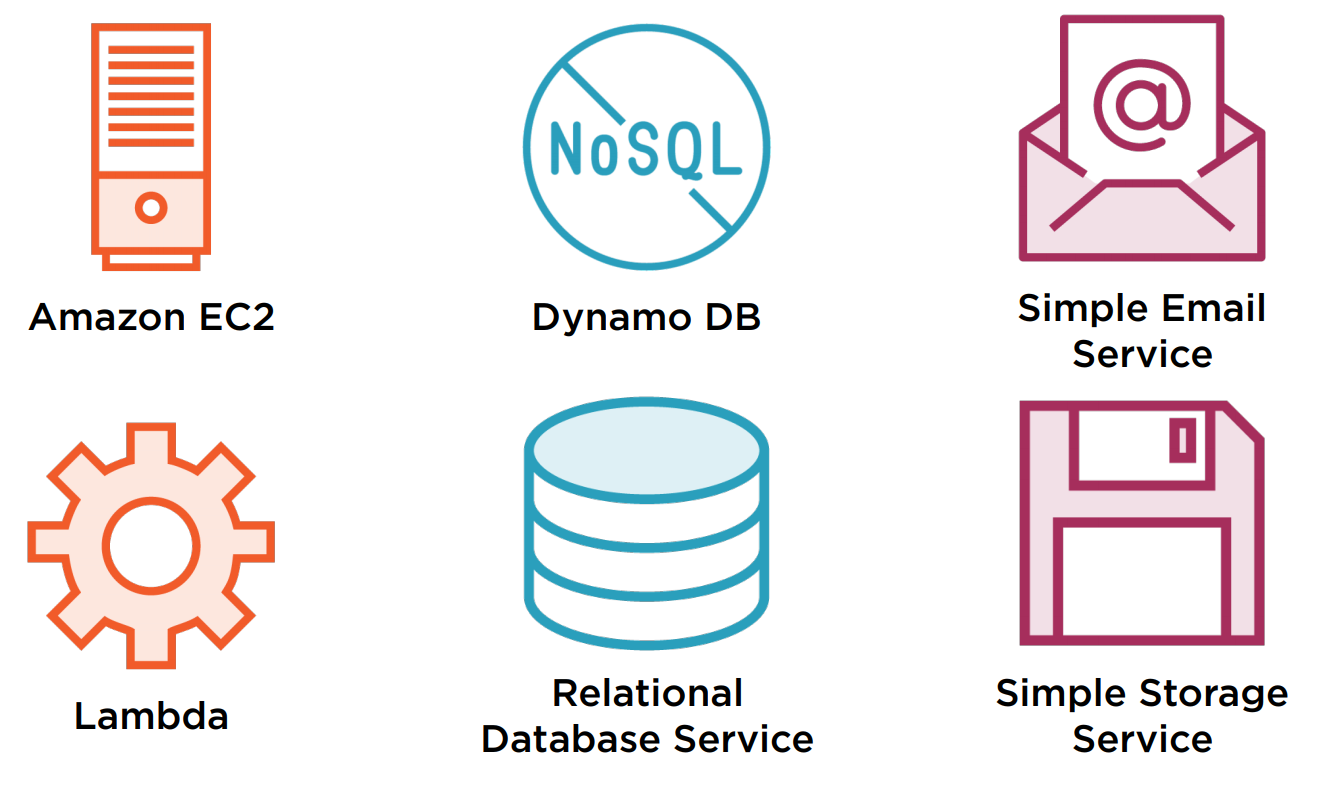 NoSQL
@
Amazon EC2
Dynamo DB
Simple Email
Service
Lambda
Relational
Database Service
Simple Storage
Service